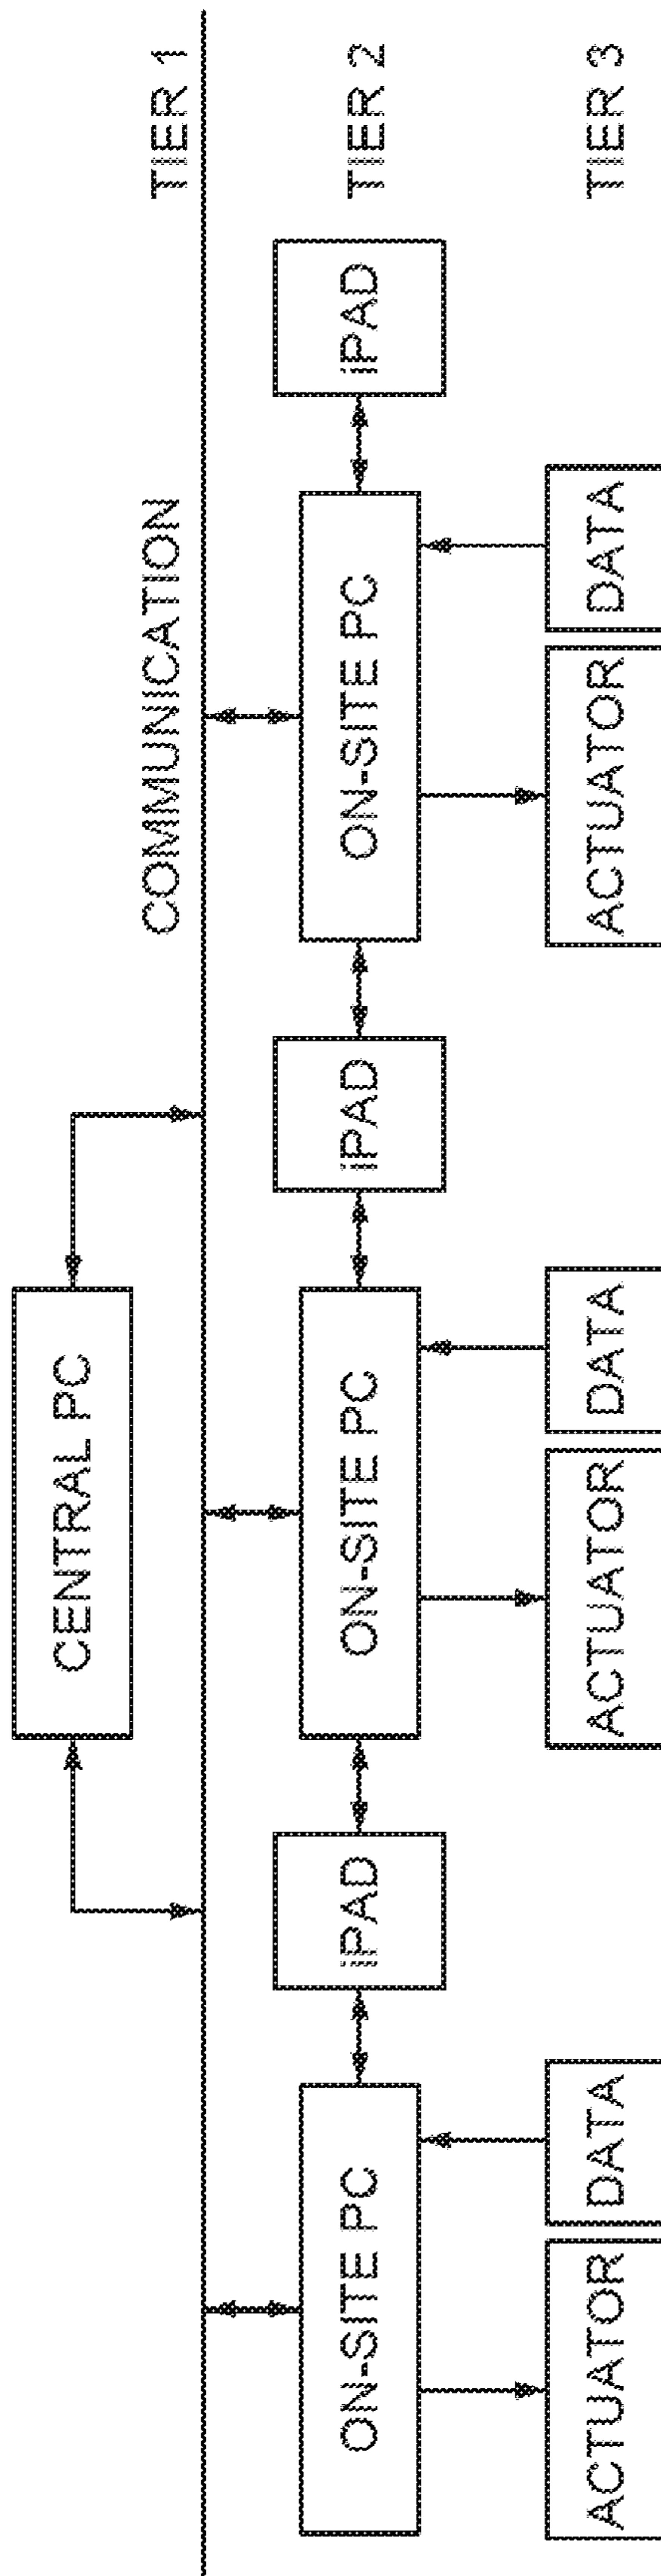 CENTRAL PC
COMMUNICATION
TIER 1
ON-SITE PC
iPAD
ON-SITE PC
iPAD
ON-SITE PC
iPAD
TIER 2
ACTUATOR
DATA
ACTUATOR
DATA
ACTUATOR
DATA
TIER 3